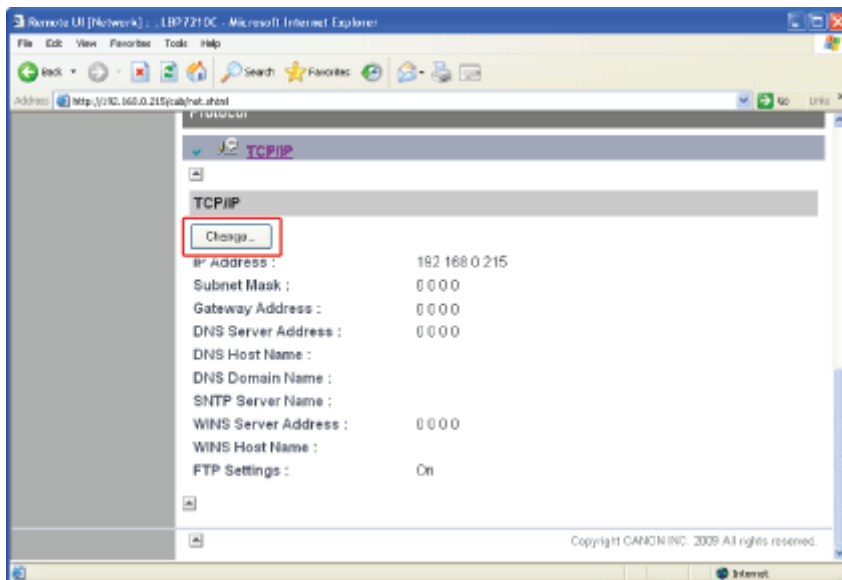 Remote UI [Network] : : LBP7210C - Microsoft Internet Explorer
File Edit View Favorites Tools Help
Back Search Favorites
Address http://192.168.0.215/cab/net.shtml Go Links
Protocol
TCP/IP
TCP/IP
Change...
IP Address : 192.168.0.215
Subnet Mask : 0.0.0.0
Gateway Address : 0.0.0.0
DNS Server Address : 0.0.0.0
DNS Host Name :
DNS Domain Name :
SNTP Server Name :
WINS Server Address : 0.0.0.0
WINS Host Name :
FTP Settings : On
Copyright CANON INC. 2009 All rights reserved.
Internet